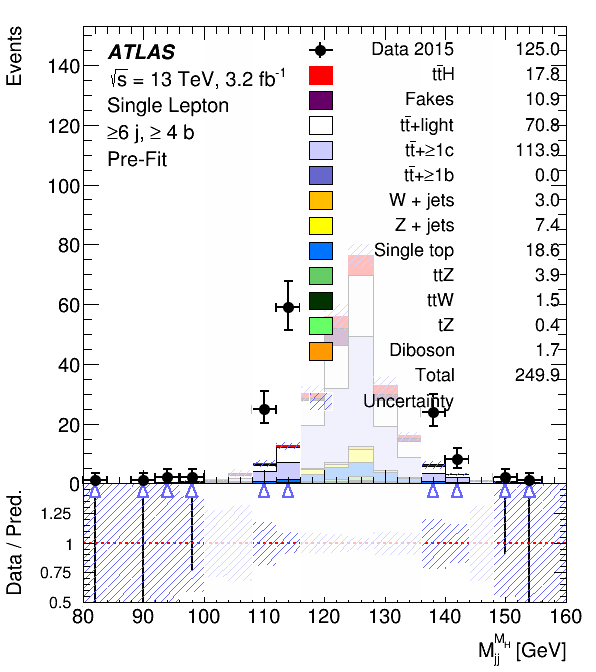 Events
ATLAS
√s = 13 TeV, 3.2 fb⁻¹
Single Lepton
≥6 j, ≥ 4 b
Pre-Fit
Data 2015 125.0
tt̄H 17.8
Fakes 10.9
tt̄+light 70.8
tt̄+≥1c 113.9
tt̄+≥1b 0.0
W + jets 3.0
Z + jets 7.4
Single top 18.6
ttZ 3.9
ttW 1.5
tZ 0.4
Diboson 1.7
Total 249.9
Uncertainty
140
120
100
80
60
40
20
0
Data / Pred.
1.25
1
0.75
0.5
80 90 100 110 120 130 140 150 160
M_jj^M_H [GeV]